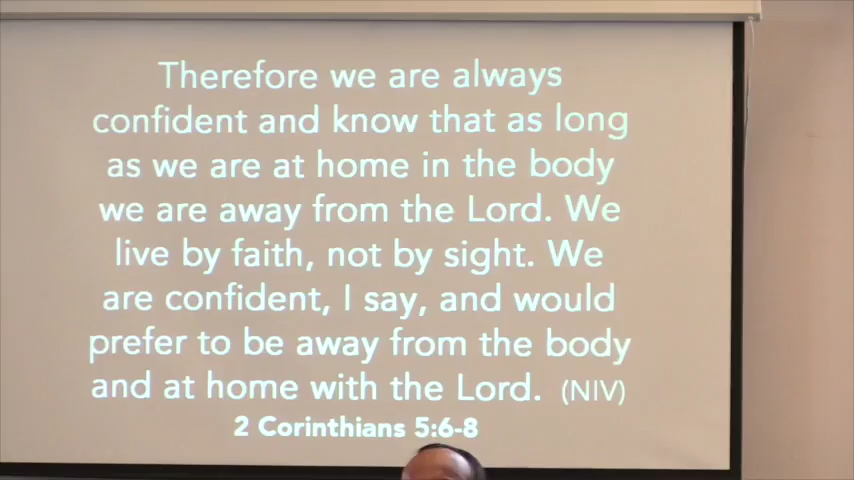 Therefore we are always
confident and know that as long
as we are at home in the body
we are away from the Lord. We
live by faith, not by sight. We
are confident, I say, and would
prefer to be away from the body
and at home with the Lord. (NIV)
2 Corinthians 5:6-8